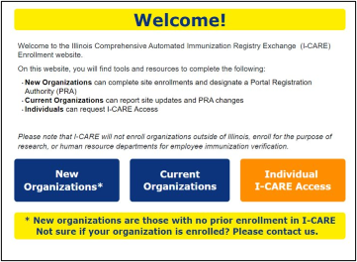 Welcome!
Welcome to the Illinois Comprehensive Automated Immunization Registry Exchange (I-CARE)
Enrollment website.
On this website, you will find tools and resources to complete the following:
- New Organizations can complete site enrollments and designate a Portal Registration
Authority (PRA)
- Current Organizations can report site updates and PRA changes
- Individuals can request I-CARE Access
Please note that I-CARE will not enroll organizations outside of Illinois, enroll for the purpose of
research, or human resource departments for employee immunization verification.
New
Organizations*
Current
Organizations
Individual
I-CARE Access
* New organizations are those with no prior enrollment in I-CARE
Not sure if your organization is enrolled? Please contact us.